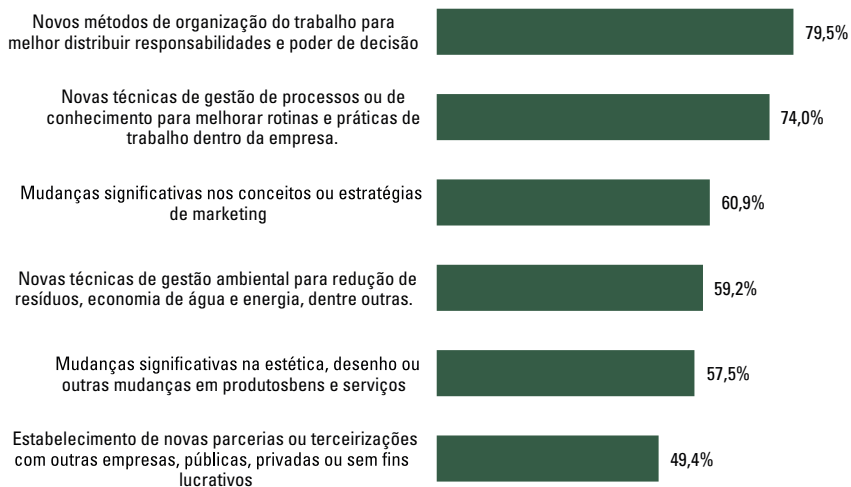 Novos métodos de organização do trabalho para
melhor distribuir responsabilidades e poder de decisão
79,5%
Novas técnicas de gestão de processos ou de
conhecimento para melhorar rotinas e práticas de
trabalho dentro da empresa.
74,0%
Mudanças significativas nos conceitos ou estratégias
de marketing
60,9%
Novas técnicas de gestão ambiental para redução de
resíduos, economia de água e energia, dentre outras.
59,2%
Mudanças significativas na estética, desenho ou
outras mudanças em produtosbens e serviços
57,5%
Estabelecimento de novas parcerias ou terceirizações
com outras empresas, públicas, privadas ou sem fins
lucrativos
49,4%